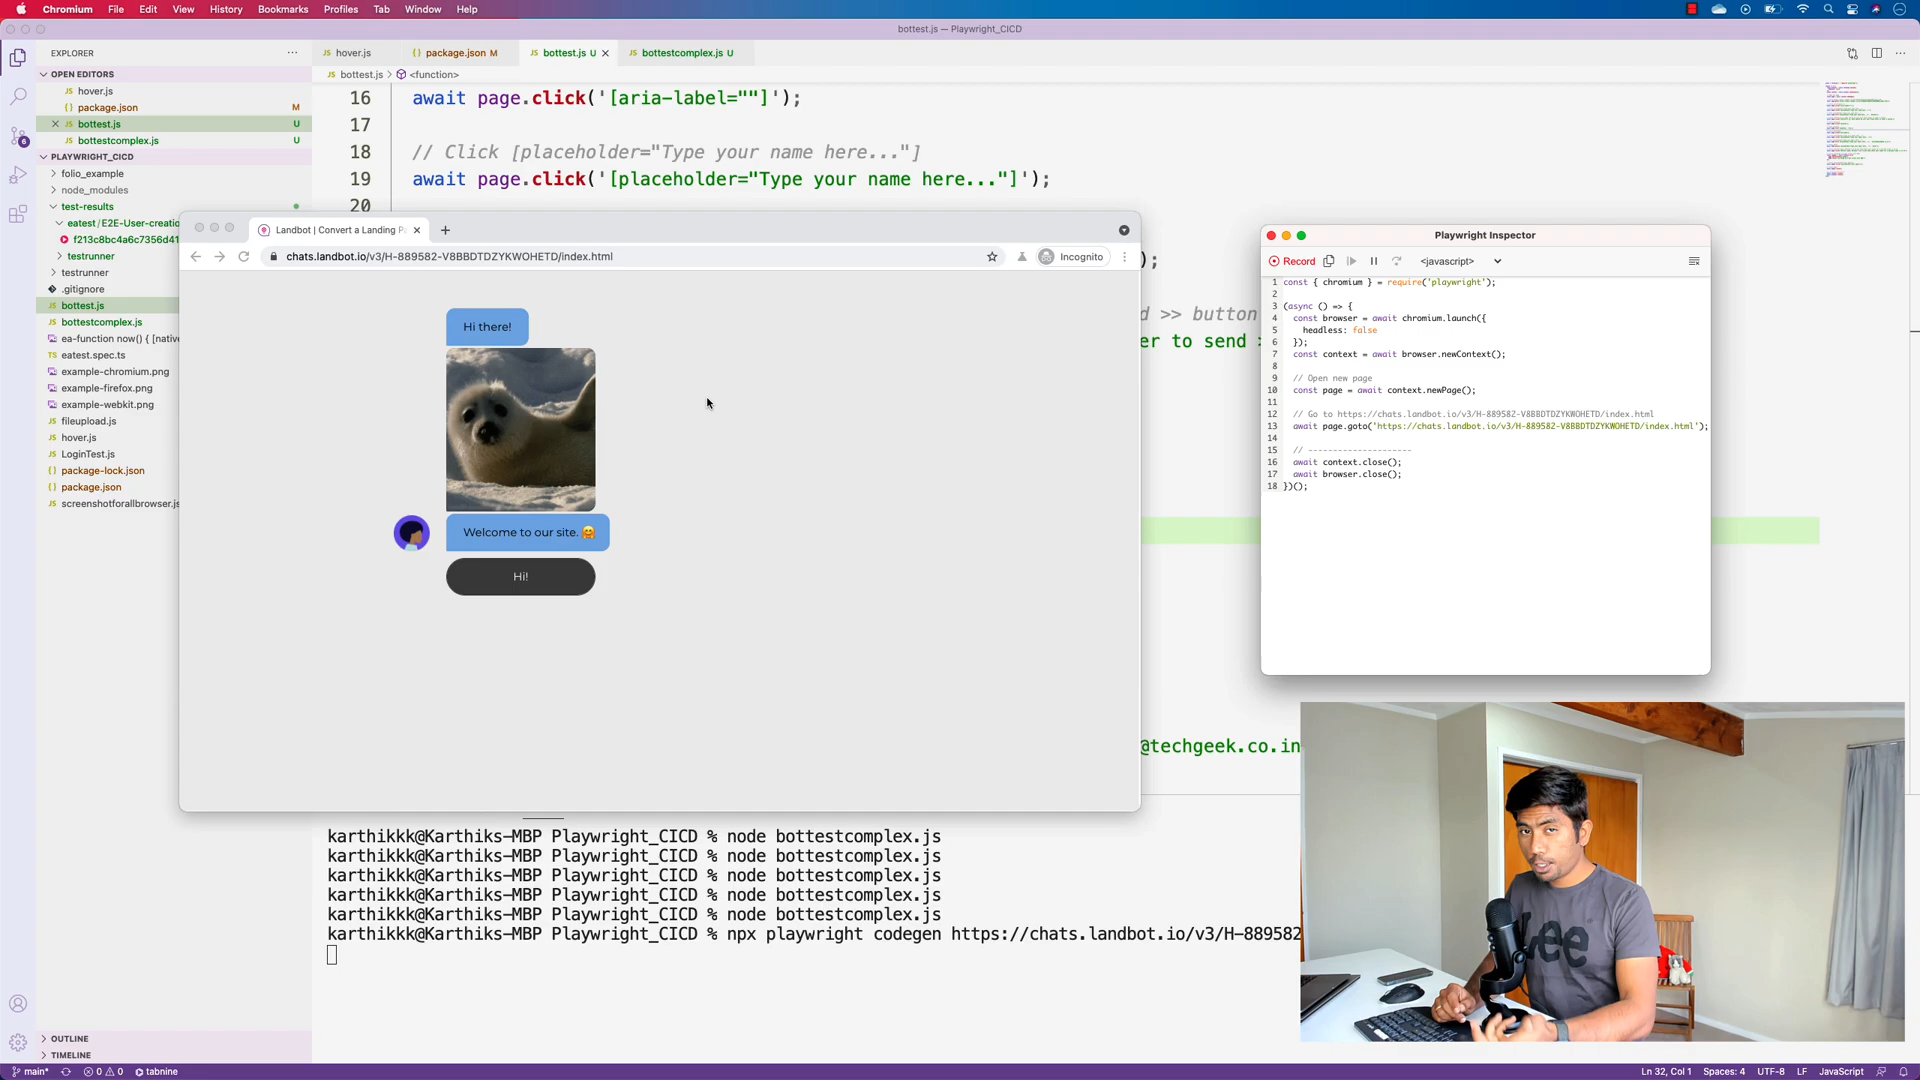 Chromium File Edit View History Bookmarks Profiles Tab Window Help
bottest.js — Playwright_CICD
EXPLORER
OPEN EDITORS
hover.js
package.json M
bottest.js U
bottestcomplex.js U
PLAYWRIGHT_CICD
folio_example
node_modules
test-results
eatest / E2E-User-creatio
f213c8bc4a6c7356d41
testrunner
testrunner
.gitignore
bottest.js
bottestcomplex.js
ea-function now() { [native
eatest.spec.ts
example-chromium.png
example-firefox.png
example-webkit.png
fileupload.js
hover.js
LoginTest.js
package-lock.json
package.json
screenshotforallbrowser.js
OUTLINE
TIMELINE
hover.js package.json M bottest.js U bottestcomplex.js U
bottest.js > <function>
16 await page.click('[aria-label=""]');
17
18 // Click [placeholder="Type your name here..."]
19 await page.click('[placeholder="Type your name here..."]');
20
);
d >> button
er to send >
@techgeek.co.in
Landbot | Convert a Landing P
chats.landbot.io/v3/H-889582-V8BBDTDZYKWOHETD/index.html
Incognito
Hi there!
Welcome to our site. 🤗
Hi!
Playwright Inspector
Record <javascript>
1 const { chromium } = require('playwright');
2
3 (async () => {
4 const browser = await chromium.launch({
5 headless: false
6 });
7 const context = await browser.newContext();
8
9 // Open new page
10 const page = await context.newPage();
11
12 // Go to https://chats.landbot.io/v3/H-889582-V8BBDTDZYKWOHETD/index.html
13 await page.goto('https://chats.landbot.io/v3/H-889582-V8BBDTDZYKWOHETD/index.html');
14
15 // ---------------------
16 await context.close();
17 await browser.close();
18 })();
karthikkk@Karthiks-MBP Playwright_CICD % node bottestcomplex.js
karthikkk@Karthiks-MBP Playwright_CICD % node bottestcomplex.js
karthikkk@Karthiks-MBP Playwright_CICD % node bottestcomplex.js
karthikkk@Karthiks-MBP Playwright_CICD % node bottestcomplex.js
karthikkk@Karthiks-MBP Playwright_CICD % node bottestcomplex.js
karthikkk@Karthiks-MBP Playwright_CICD % npx playwright codegen https://chats.landbot.io/v3/H-889582
main* 0 0 tabnine
Ln 32, Col 1 Spaces: 4 UTF-8 LF JavaScript